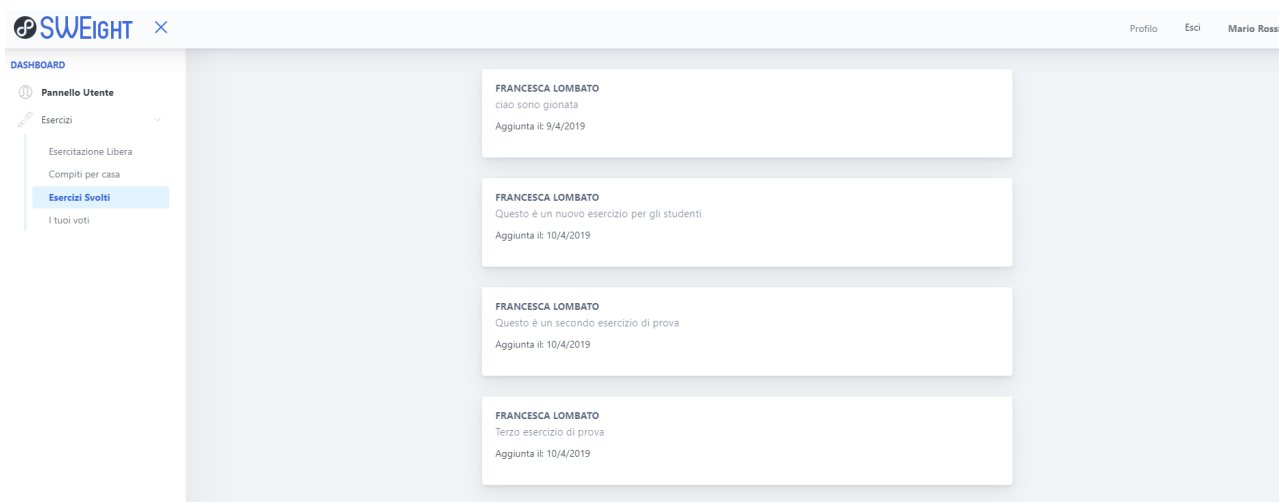 SWEIGHT
Profilo Esci Mario Rossi
DASHBOARD
Pannello Utente
Esercizi
Esercitazione Libera
Compiti per casa
Esercizi Svolti
I tuoi voti
FRANCESCA LOMBATO
ciao sono gionata
Aggiunta il: 9/4/2019
FRANCESCA LOMBATO
Questo è un nuovo esercizio per gli studenti
Aggiunta il: 10/4/2019
FRANCESCA LOMBATO
Questo è un secondo esercizio di prova
Aggiunta il: 10/4/2019
FRANCESCA LOMBATO
Terzo esercizio di prova
Aggiunta il: 10/4/2019